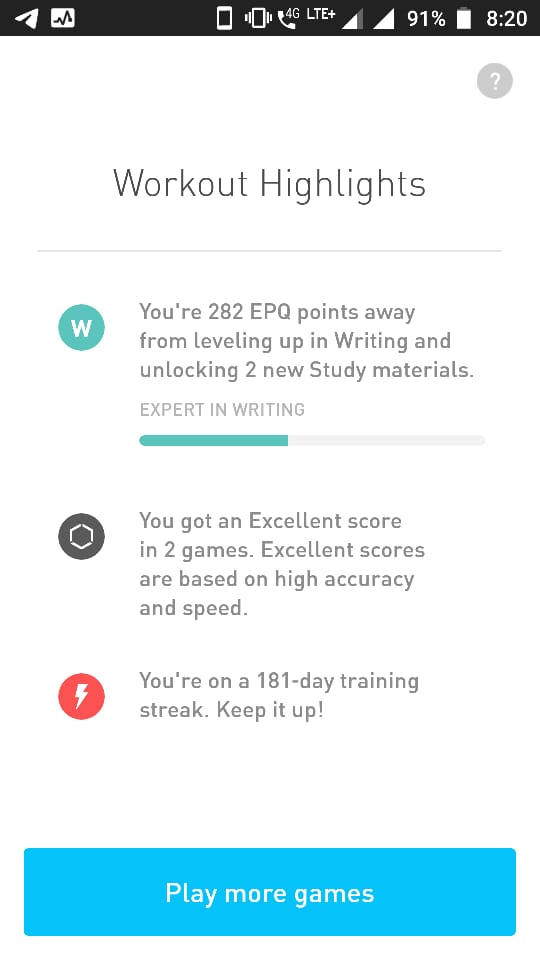 4G LTE+ 91% 8:20
?
Workout Highlights
W
You're 282 EPQ points away
from leveling up in Writing and
unlocking 2 new Study materials.
EXPERT IN WRITING
You got an Excellent score
in 2 games. Excellent scores
are based on high accuracy
and speed.
You're on a 181-day training
streak. Keep it up!
Play more games